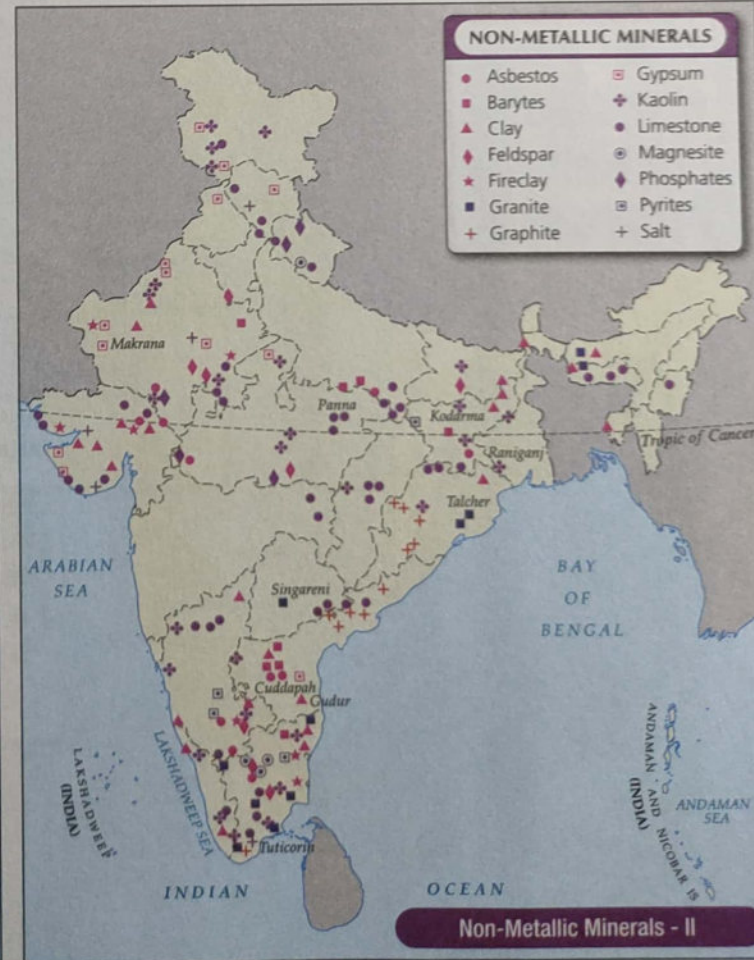 NON-METALLIC MINERALS
Asbestos
Barytes
Clay
Feldspar
Fireclay
Granite
Graphite
Gypsum
Kaolin
Limestone
Magnesite
Phosphates
Pyrites
Salt
Makrana
Panna
Kodarma
Tropic of Cancer
Raniganj
Talcher
ARABIAN
SEA
BAY
OF
BENGAL
Singareni
Cuddapah
Gudur
LAKSHADWEEP
(INDIA)
LAKSHADWEEP SEA
ANDAMAN AND NICOBAR IS
(INDIA)
ANDAMAN
SEA
Tuticorin
INDIAN OCEAN
Non-Metallic Minerals - II